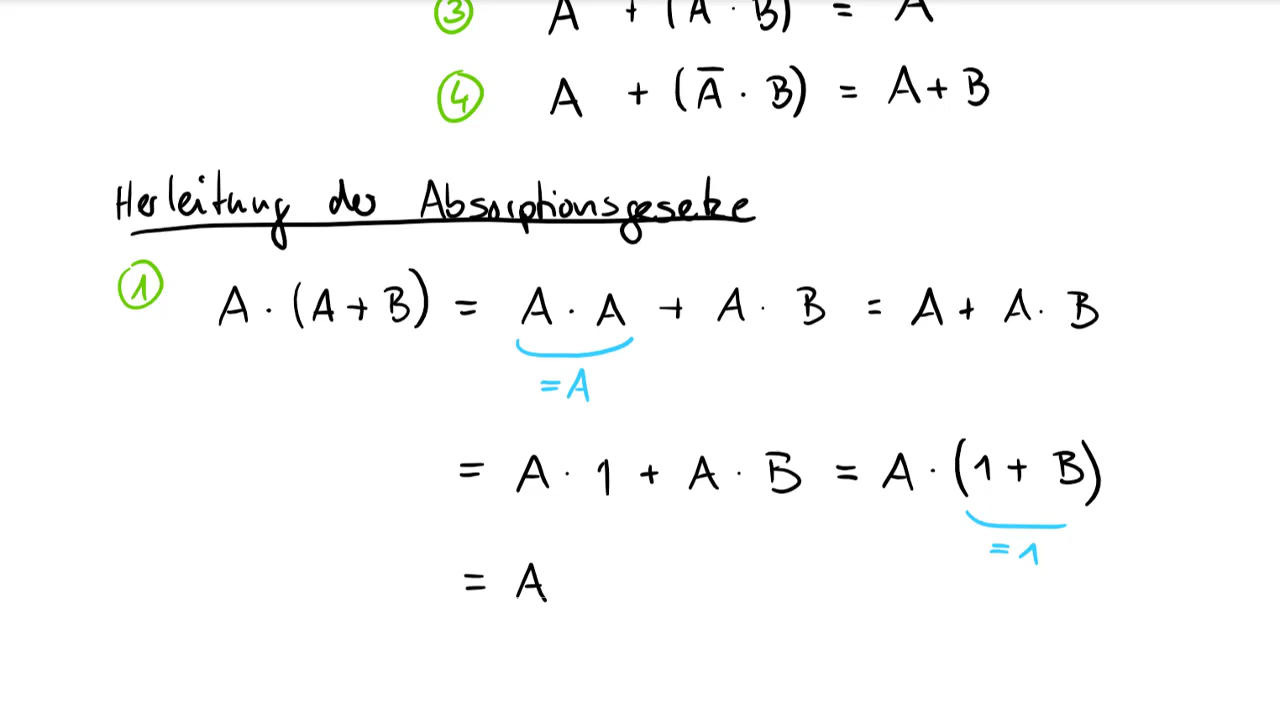 ③ A + (A · B) = A
④ A + (A̅ · B) = A + B
Herleitung der Absorptionsgesetze
① A · (A + B) = A · A + A · B = A + A · B
= A
= A · 1 + A · B = A · (1 + B)
= 1
= A